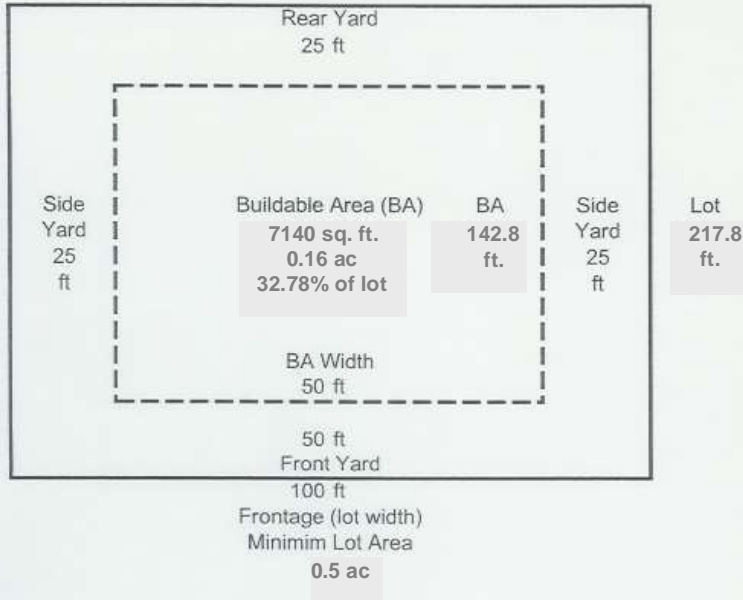 Rear Yard
25 ft
Side
Yard
25
ft
Buildable Area (BA)
7140 sq. ft.
0.16 ac
32.78% of lot
BA
142.8
ft.
Side
Yard
25
ft
Lot
217.8
ft.
BA Width
50 ft
50 ft
Front Yard
100 ft
Frontage (lot width)
Minimim Lot Area
0.5 ac